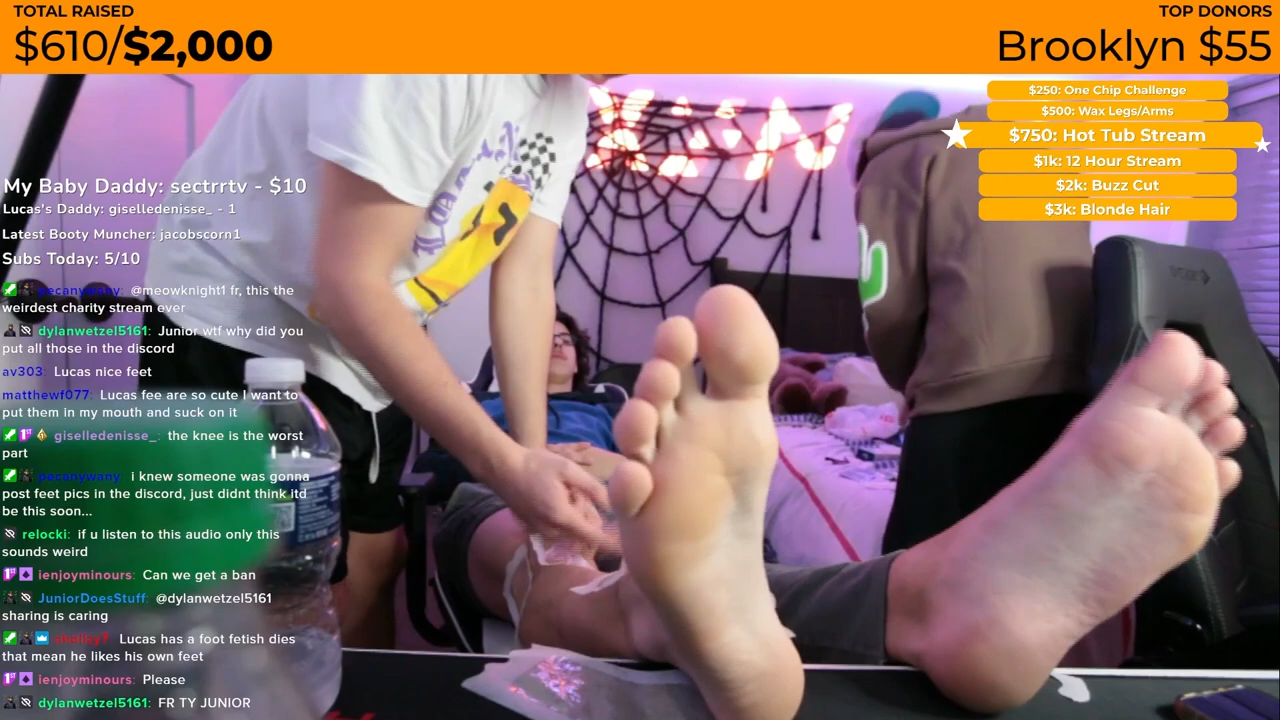 TOTAL RAISED
$610/$2,000
TOP DONORS
Brooklyn $55
$250: One Chip Challenge
$500: Wax Legs/Arms
$750: Hot Tub Stream
$1k: 12 Hour Stream
$2k: Buzz Cut
$3k: Blonde Hair
My Baby Daddy: sectrrtv - $10
Lucas's Daddy: giselledenisse_ - 1
Latest Booty Muncher: jacobscorn1
Subs Today: 5/10
pecanywany: @meowknight1 fr, this the
weirdest charity stream ever
dylanwetzel5161: Junior wtf why did you
put all those in the discord
av303: Lucas nice feet
matthewf077: Lucas fee are so cute I want to
put them in my mouth and suck on it
giselledenisse_: the knee is the worst
part
pecanywany: i knew someone was gonna
post feet pics in the discord, just didnt think itd
be this soon...
relocki: if u listen to this audio only this
sounds weird
ienjoyminours: Can we get a ban
JuniorDoesStuff: @dylanwetzel5161
sharing is caring
Lucas has a foot fetish dies
that mean he likes his own feet
ienjoyminours: Please
dylanwetzel5161: FR TY JUNIOR